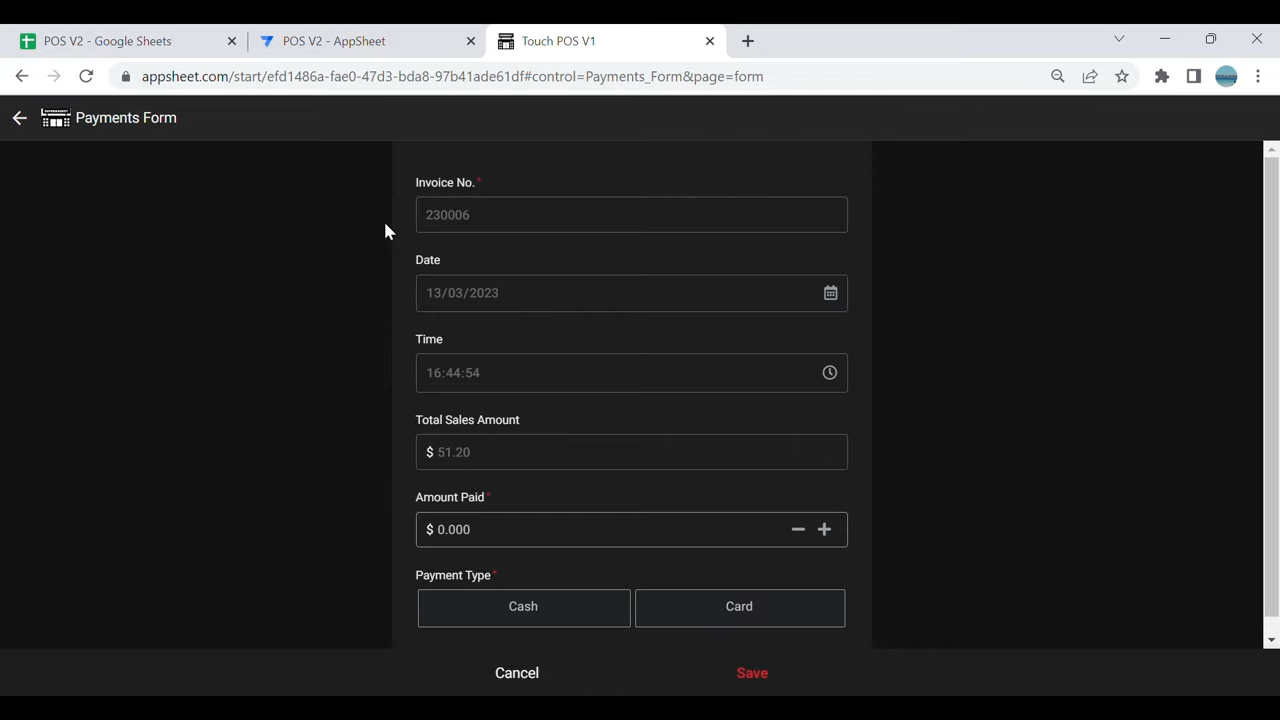 POS V2 - Google Sheets
POS V2 - AppSheet
Touch POS V1
appsheet.com/start/efd1486a-fae0-47d3-bda8-97b41ade61df#control=Payments_Form&page=form
Payments Form
Invoice No.*
230006
Date
13/03/2023
Time
16:44:54
Total Sales Amount
$ 51.20
Amount Paid*
$ 0.000
Payment Type*
Cash Card
Cancel Save